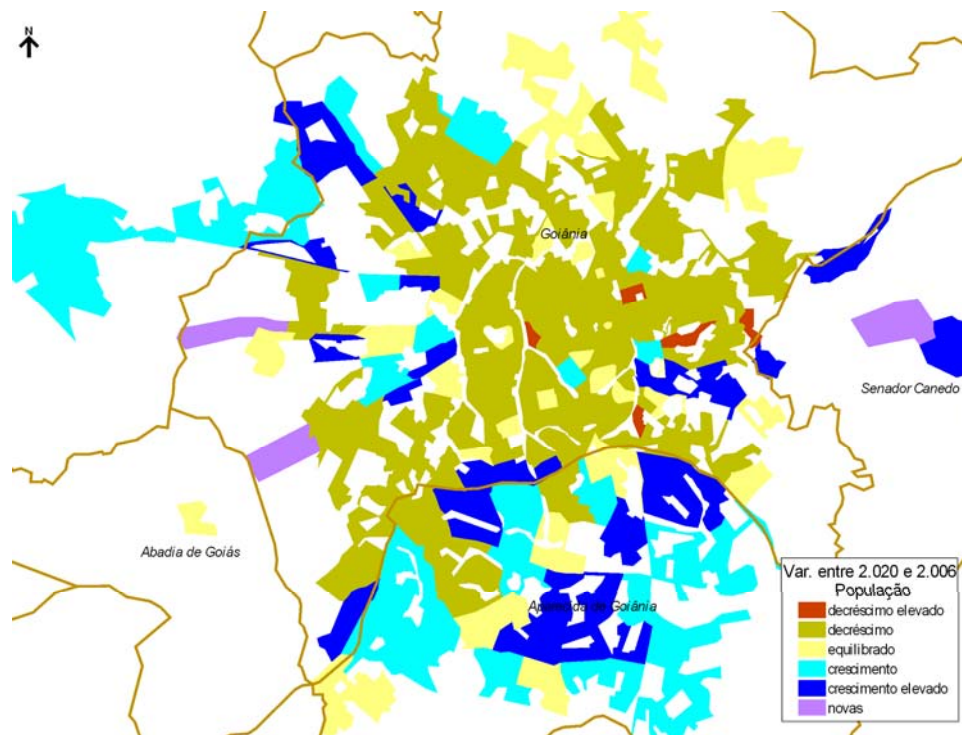 N
Goiânia
Senador Canedo
Abadia de Goiás
Aparecida de Goiânia
Var. entre 2.020 e 2.006
População
decréscimo elevado
decréscimo
equilibrado
crescimento
crescimento elevado
novas